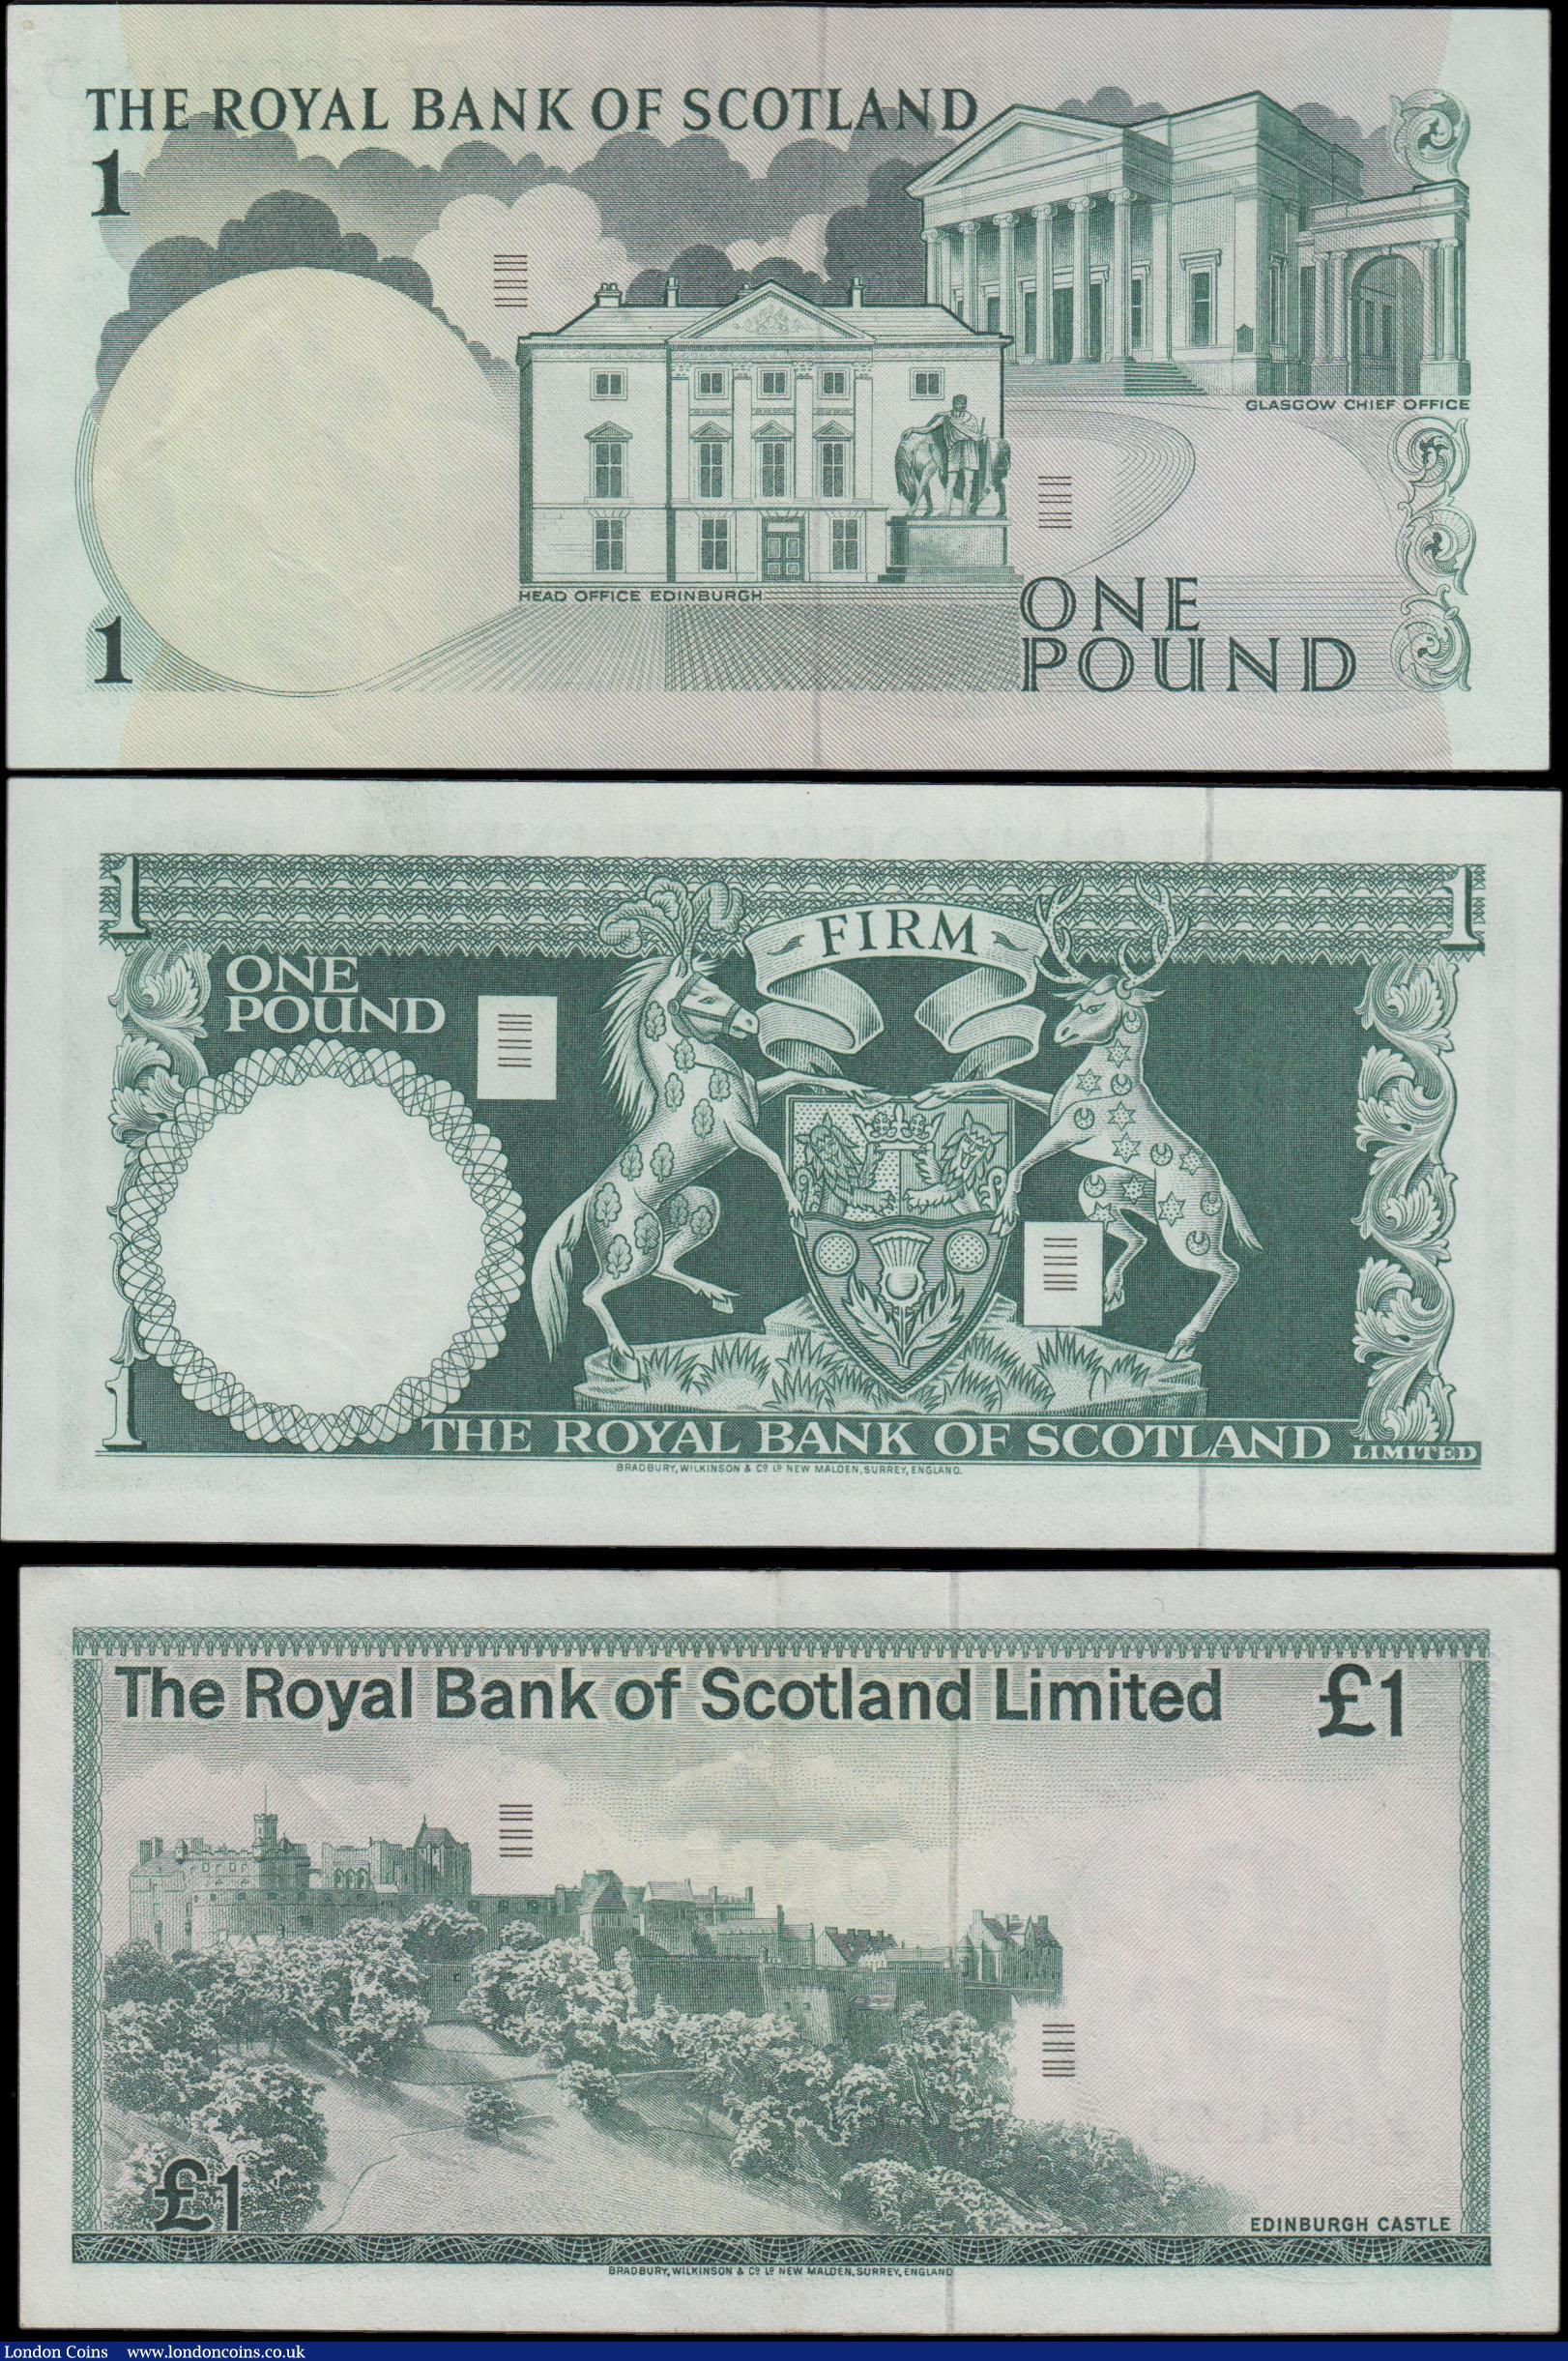 THE ROYAL BANK OF SCOTLAND
1
GLASGOW CHIEF OFFICE
HEAD OFFICE EDINBURGH
1
ONE
POUND
1
1
FIRM
ONE
POUND
1
THE ROYAL BANK OF SCOTLAND LIMITED
BRADBURY, WILKINSON & Cº Lº NEW MALDEN, SURREY, ENGLAND.
The Royal Bank of Scotland Limited £1
£1
EDINBURGH CASTLE
BRADBURY, WILKINSON & Cº Lº NEW MALDEN, SURREY, ENGLAND
London Coins www.londoncoins.co.uk